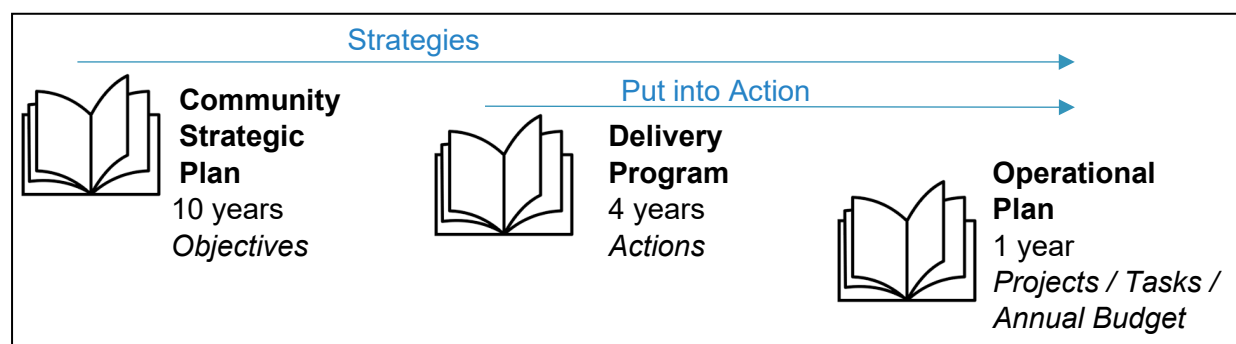 Strategies
Put into Action
Community
Strategic
Plan
10 years
Objectives
Delivery
Program
4 years
Actions
Operational
Plan
1 year
Projects / Tasks /
Annual Budget